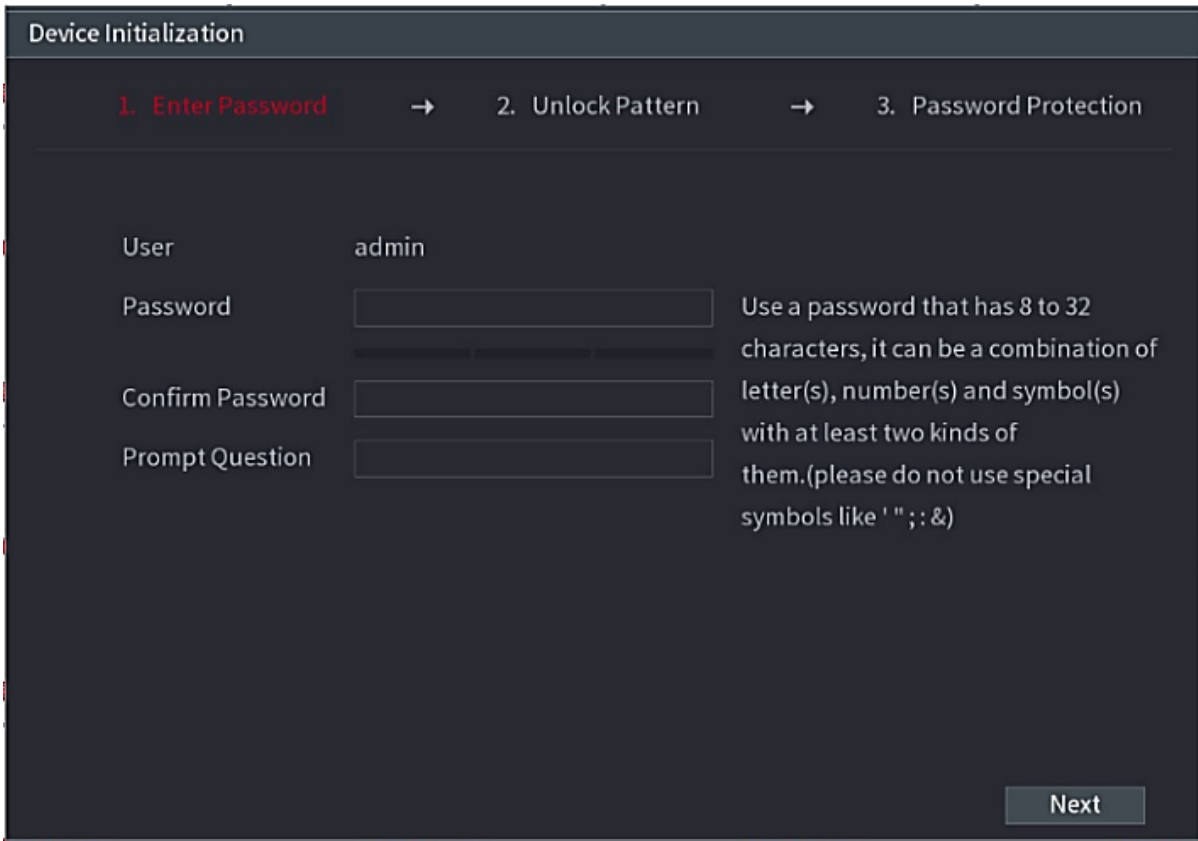 Device Initialization
1. Enter Password → 2. Unlock Pattern → 3. Password Protection
User admin
Password
Use a password that has 8 to 32
characters, it can be a combination of
letter(s), number(s) and symbol(s)
with at least two kinds of
them.(please do not use special
symbols like ' " ; : &)
Confirm Password
Prompt Question
Next